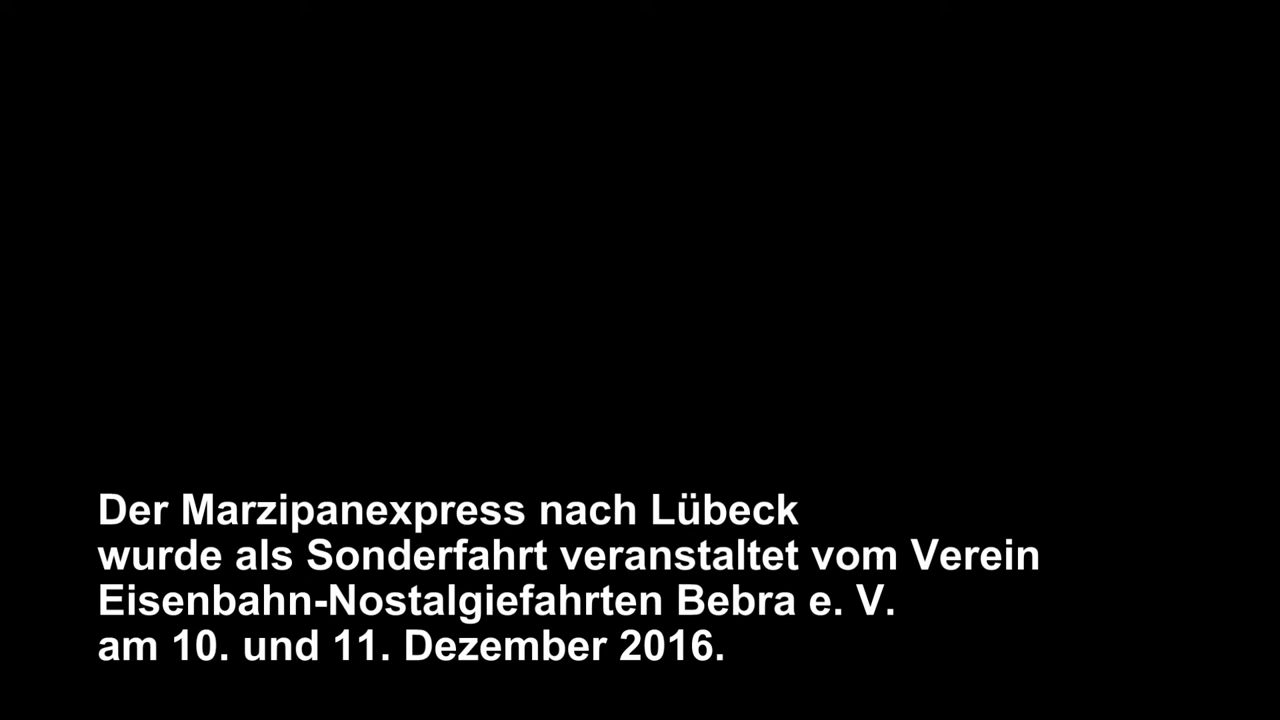 Der Marzipanexpress nach Lübeck
wurde als Sonderfahrt veranstaltet vom Verein
Eisenbahn-Nostalgiefahrten Bebra e. V.
am 10. und 11. Dezember 2016.